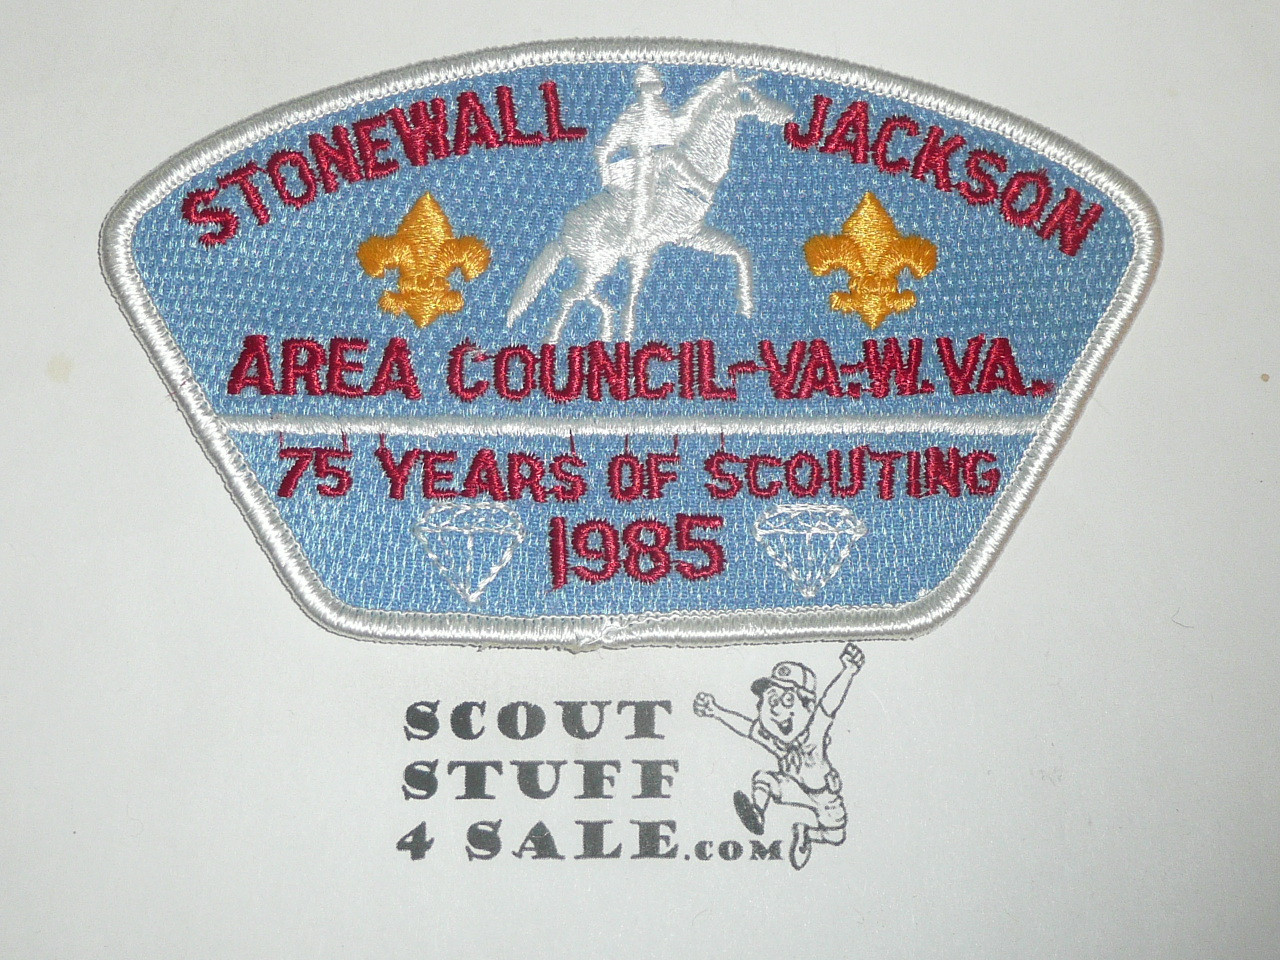 STONEWALL JACKSON
AREA COUNCIL-VA.-W.VA.
75 YEARS OF SCOUTING
1985
SCOUT
STUFF
4 SALE.COM